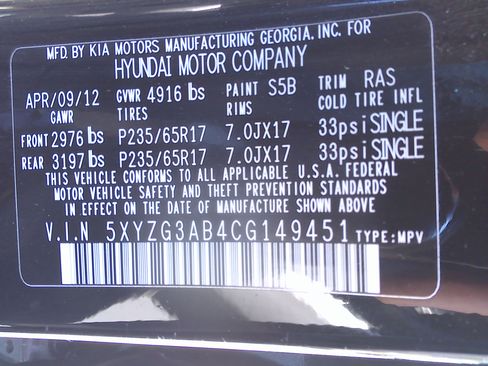 MFD. BY KIA MOTORS MANUFACTURING GEORGIA, INC. FOR
HYUNDAI MOTOR COMPANY
APR/09/12 GVWR 4916 lbs PAINT S5B TRIM RAS
GAWR TIRES RIMS COLD TIRE INFL
FRONT 2976 lbs P235/65R17 7.0JX17 33psi SINGLE
REAR 3197 lbs P235/65R17 7.0JX17 33psi SINGLE
THIS VEHICLE CONFORMS TO ALL APPLICABLE U.S.A. FEDERAL
MOTOR VEHICLE SAFETY AND THEFT PREVENTION STANDARDS
IN EFFECT ON THE DATE OF MANUFACTURE SHOWN ABOVE
V.I.N 5XYZG3AB4CG149451 TYPE:MPV